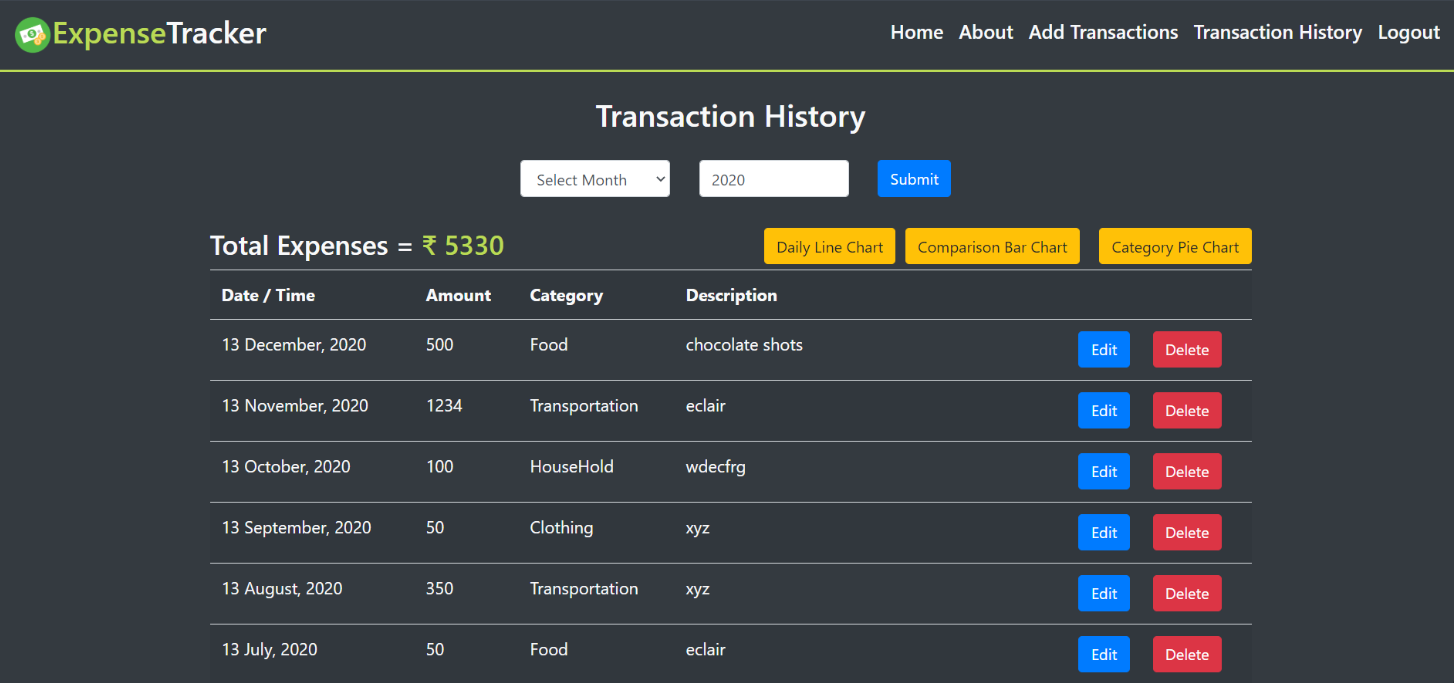 ExpenseTracker Home About Add Transactions Transaction History Logout
Transaction History
Select Month 2020 Submit
Total Expenses = ₹ 5330 Daily Line Chart Comparison Bar Chart Category Pie Chart
Date / Time Amount Category Description
13 December, 2020 500 Food chocolate shots Edit Delete
13 November, 2020 1234 Transportation eclair Edit Delete
13 October, 2020 100 HouseHold wdecfrg Edit Delete
13 September, 2020 50 Clothing xyz Edit Delete
13 August, 2020 350 Transportation xyz Edit Delete
13 July, 2020 50 Food eclair Edit Delete